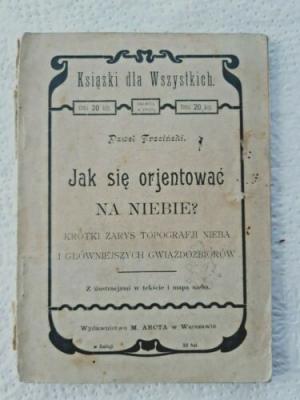 Książki dla Wszystkich.
Cena 20 kop.
Cena 20 kop.
Paweł Trzciński.
Jak się orjentować
NA NIEBIE?
KRÓTKI ZARYS TOPOGRAFJI NIEBA
I GŁÓWNIEJSZYCH GWIAZDOZBIORÓW
Z ilustracjami w tekście i mapą nieba.
Wydawnictwo M. ARCTA w Warszawie
w Galicji